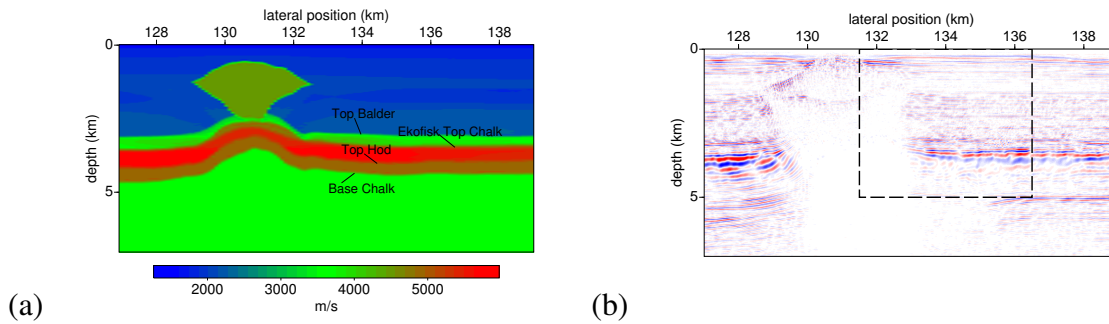 lateral position (km)
128 130 132 134 136 138
0
5
depth (km)
Top Balder
Ekofisk Top Chalk
Top Hod
Base Chalk
2000 3000 4000 5000
m/s
(a)
lateral position (km)
128 130 132 134 136 138
0
5
depth (km)
(b)